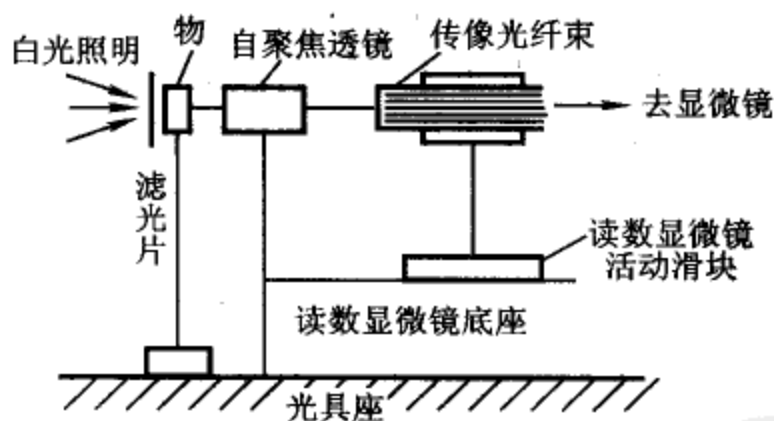 物
自聚焦透镜
传像光纤束
白光照明
去显微镜
滤光片
读数显微镜
活动滑块
读数显微镜底座
光具座